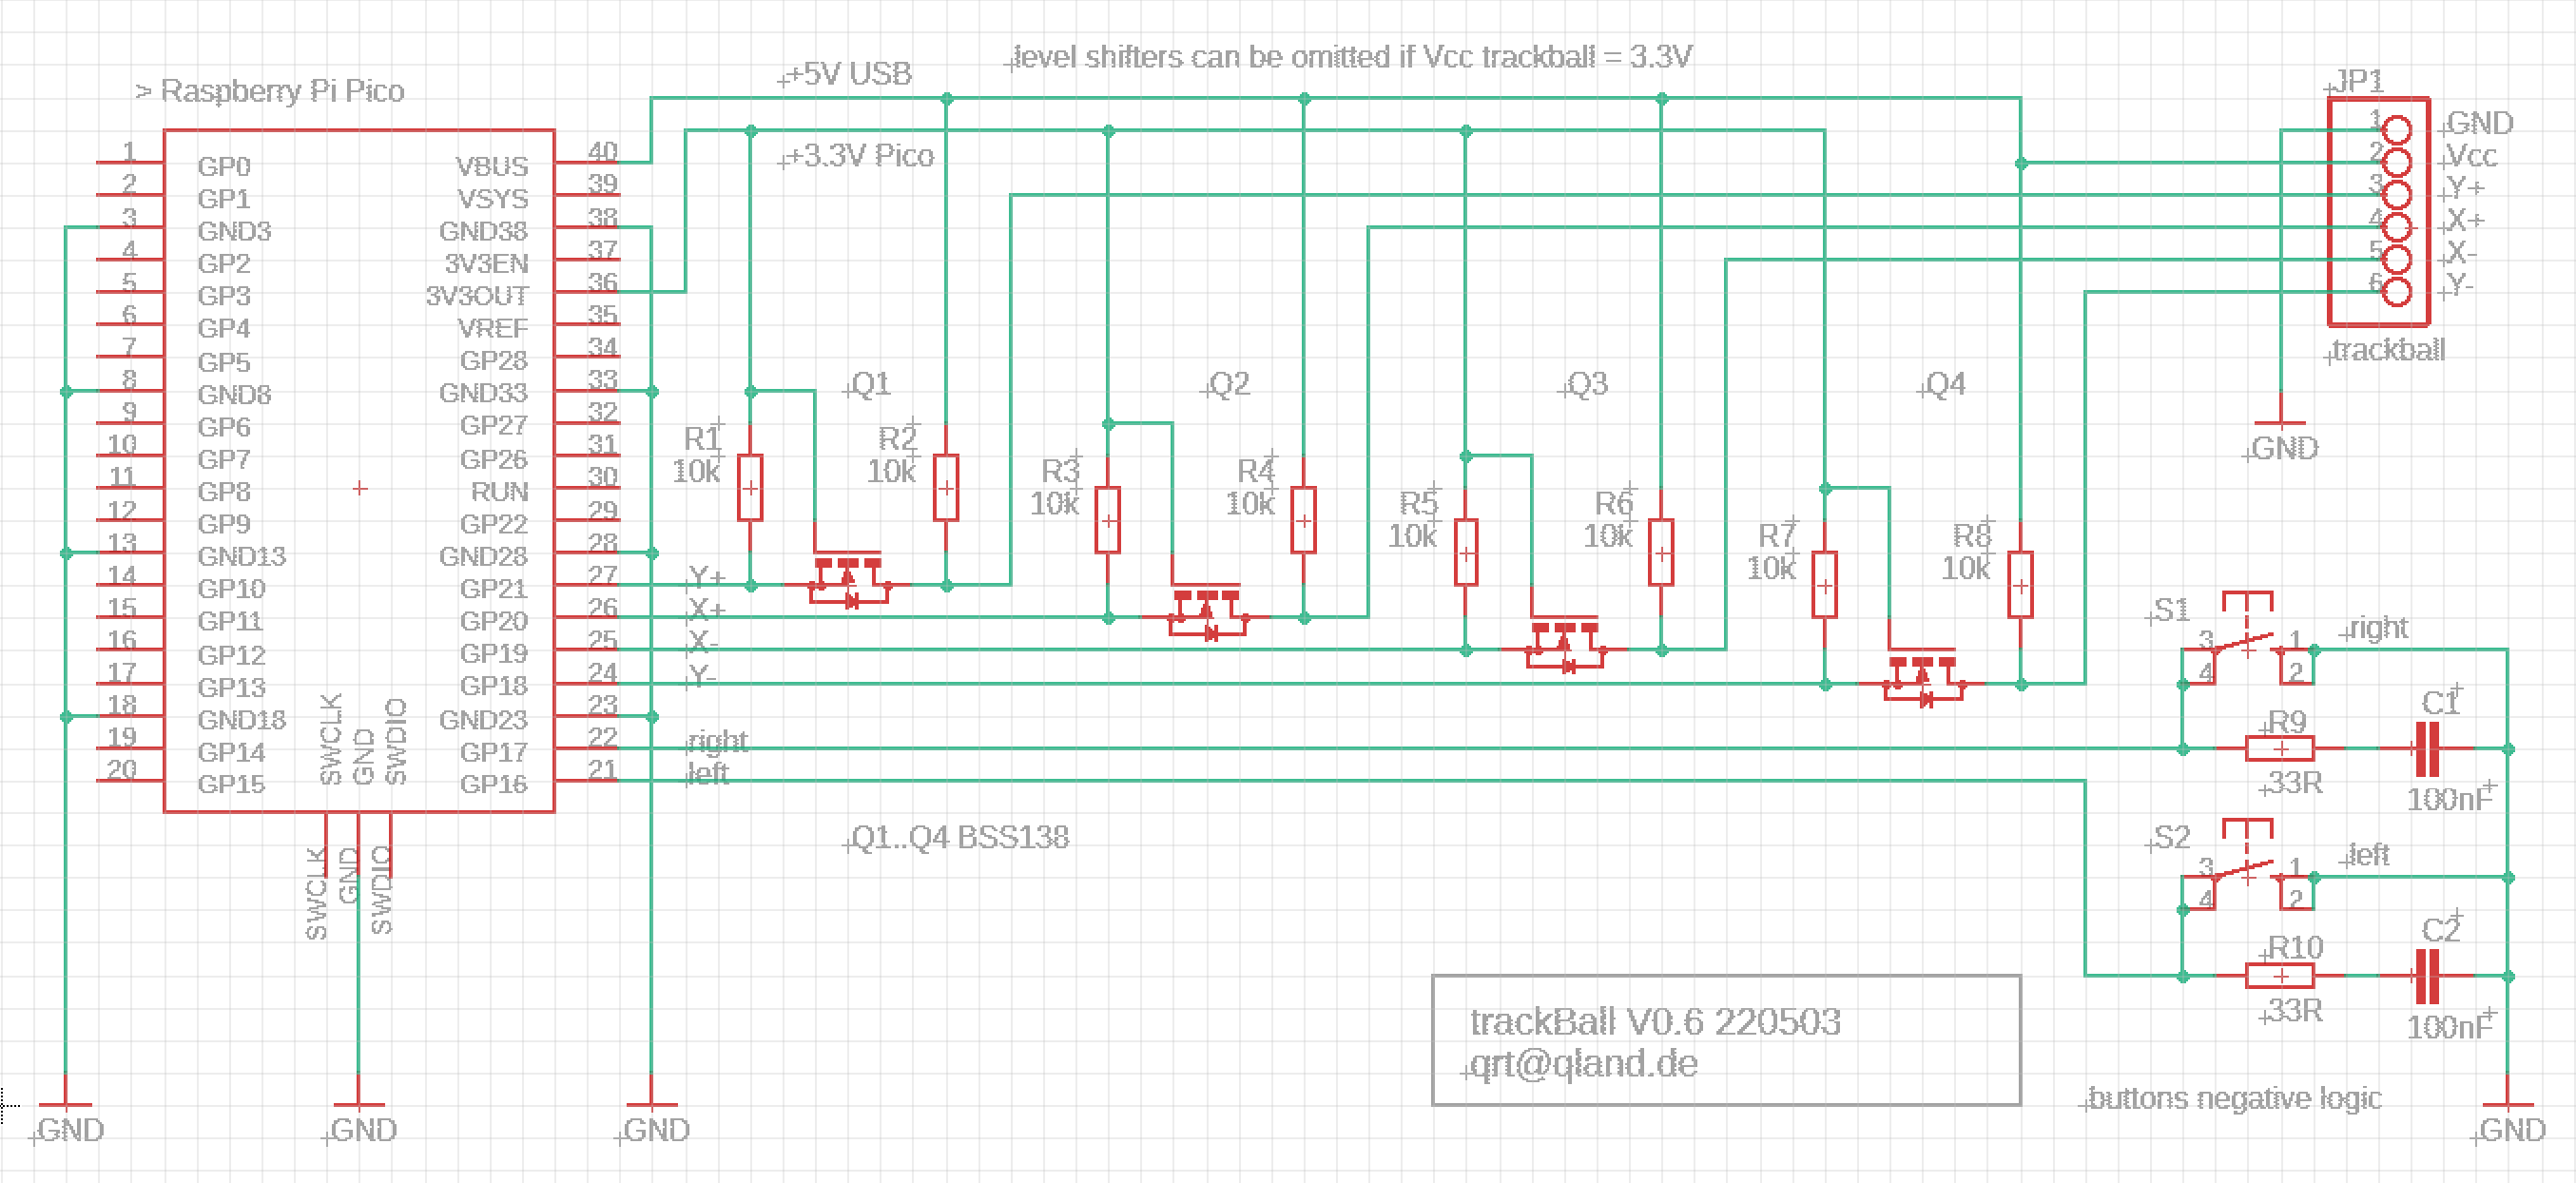 level shifters can be omitted if Vcc trackball = 3.3V
+5V USB
> Raspberry Pi Pico
+3.3V Pico
JP1
1 GND
2 Vcc
3 Y+
4 X+
5 X-
6 Y-
trackball
GND
1 GP0 VBUS 40
2 GP1 VSYS 39
3 GND3 GND38 38
4 GP2 3V3EN 37
5 GP3 3V3OUT 36
6 GP4 VREF 35
7 GP5 GP28 34
8 GND8 GND33 33
9 GP6 GP27 32
10 GP7 GP26 31
11 GP8 RUN 30
12 GP9 GP22 29
13 GND13 GND28 28
14 GP10 GP21 27 Y+
15 GP11 GP20 26 X+
16 GP12 GP19 25 X-
17 GP13 GP18 24 Y-
18 GND18 GND23 23
19 GP14 GP17 22 right
20 GP15 GP16 21 left
SWCLK
GND
SWDIO
SWCLK
GND
SWDIO
Q1
R1
10k
R2
10k
Q2
R3
10k
R4
10k
Q3
R5
10k
R6
10k
Q4
R7
10k
R8
10k
S1
3 1
4 2
right
R9
33R
C1
100nF
S2
3 1
4 2
left
R10
33R
C2
100nF
Q1..Q4 BSS138
trackBall V0.6 220503
qrt@qland.de
buttons negative logic
GND
GND
GND
GND